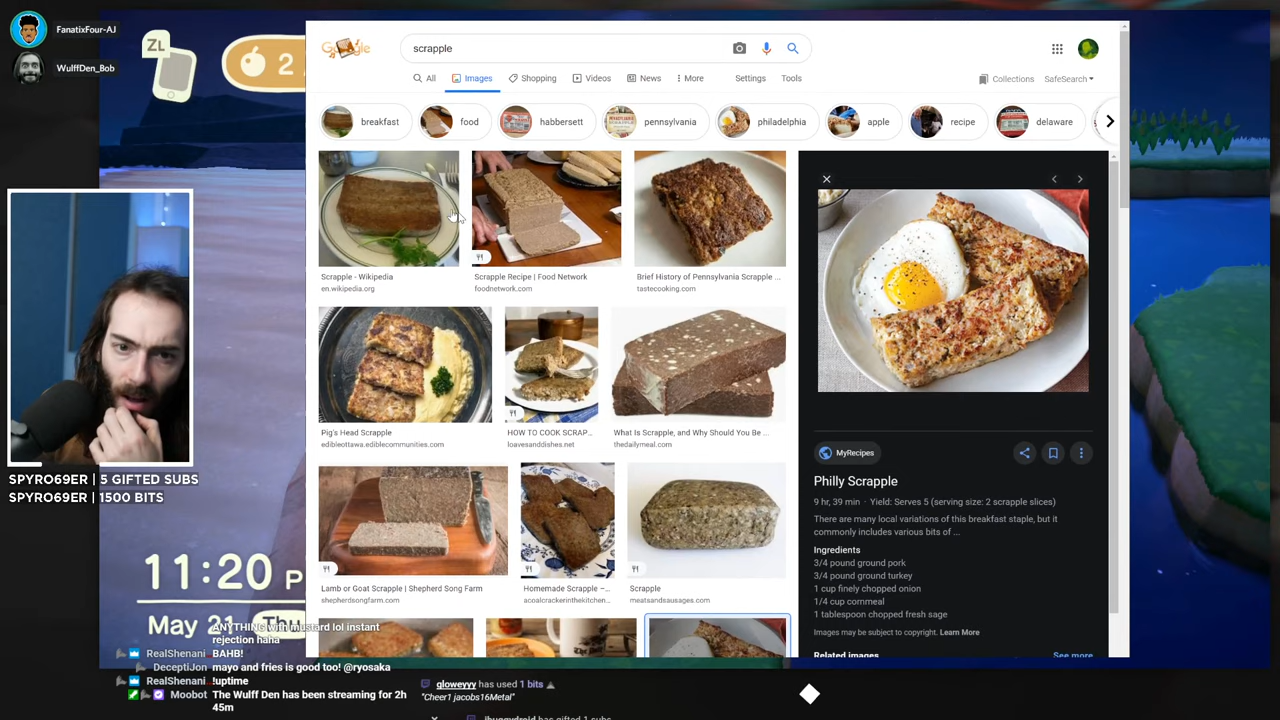 FanatixFour-AJ
WulffDen_Bob
ZL
2
Google
scrapple
All
Images
Shopping
Videos
News
More
Settings
Tools
Collections
SafeSearch
breakfast
food
habbersett
pennsylvania
philadelphia
apple
recipe
delaware
Scrapple - Wikipedia
en.wikipedia.org
Scrapple Recipe | Food Network
foodnetwork.com
Brief History of Pennsylvania Scrapple ...
tastecooking.com
Pig's Head Scrapple
edibleottawa.ediblecommunities.com
HOW TO COOK SCRAP...
loavesanddishes.net
What Is Scrapple, and Why Should You Be ...
thedailymeal.com
Lamb or Goat Scrapple | Shepherd Song Farm
shepherdsongfarm.com
Homemade Scrapple –...
acoalcrackerinthekitchen...
Scrapple
meatsandsausages.com
MyRecipes
Philly Scrapple
9 hr, 39 min · Yield: Serves 5 (serving size: 2 scrapple slices)
There are many local variations of this breakfast staple, but it
commonly includes various bits of ...
Ingredients
3/4 pound ground pork
3/4 pound ground turkey
1 cup finely chopped onion
1/4 cup cornmeal
1 tablespoon chopped fresh sage
Images may be subject to copyright. Learn More
Related images
See more
SPYRO69ER | 5 GIFTED SUBS
SPYRO69ER | 1500 BITS
11:20 P
May 2
ANYTHING with mustard lol instant
rejection haha
RealShenani: BAHB!
DeceptiJon: mayo and fries is good too! @ryosaka
RealShenani: !uptime
Moobot: The Wulff Den has been streaming for 2h
45m
gloweyyy has used 1 bits
"Cheer1 jacobs16Metal"